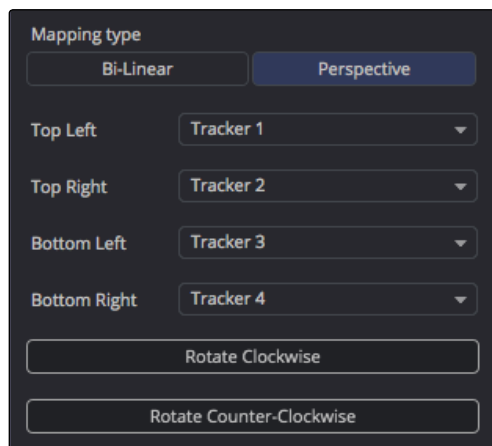 Mapping type
Bi-Linear Perspective
Top Left Tracker 1
Top Right Tracker 2
Bottom Left Tracker 3
Bottom Right Tracker 4
Rotate Clockwise
Rotate Counter-Clockwise